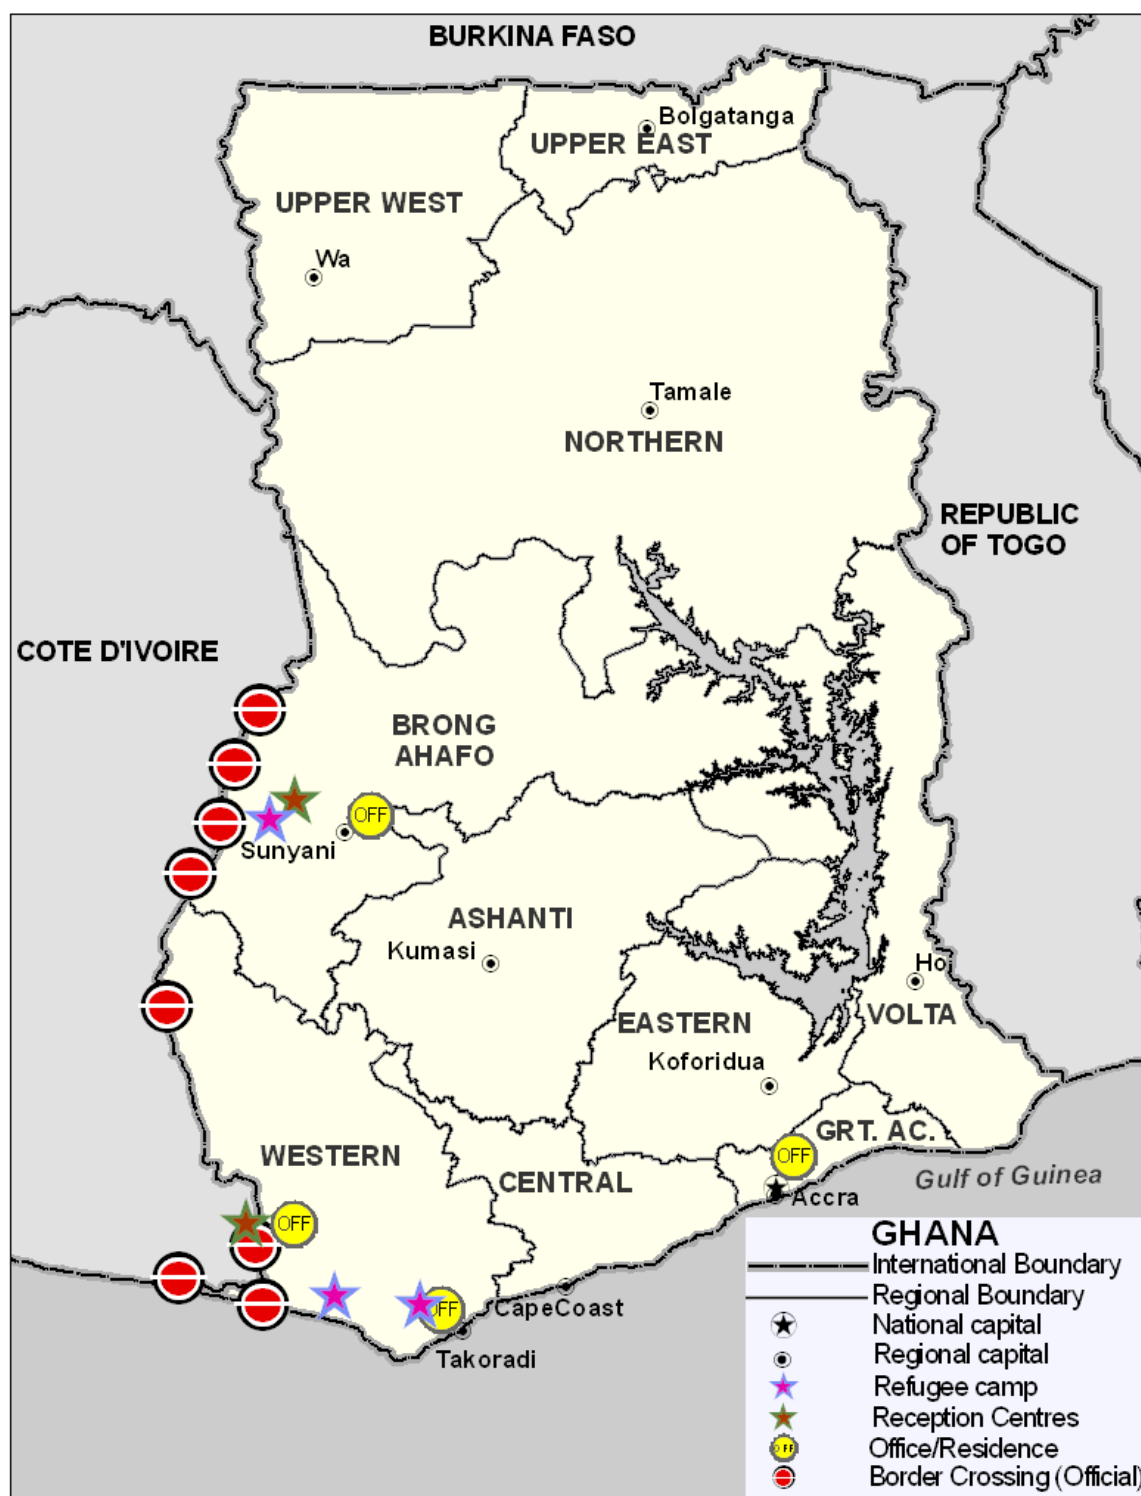 BURKINA FASO
Bolgatanga
UPPER EAST
UPPER WEST
Wa
Tamale
NORTHERN
REPUBLIC
OF TOGO
COTE D'IVOIRE
BRONG
AHAFO
OFF
Sunyani
ASHANTI
Kumasi
Ho
VOLTA
EASTERN
Koforidua
GRT. AC.
WESTERN
OFF
CENTRAL
Gulf of Guinea
Accra
OFF
OFF
CapeCoast
Takoradi
GHANA
International Boundary
Regional Boundary
National capital
Regional capital
Refugee camp
Reception Centres
OFF
Office/Residence
Border Crossing (Official)